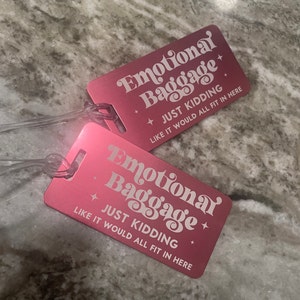 Emotional
Baggage
JUST KIDDING
LIKE IT WOULD ALL FIT IN HERE
Emotional
Baggage
JUST KIDDING
LIKE IT WOULD ALL FIT IN HERE